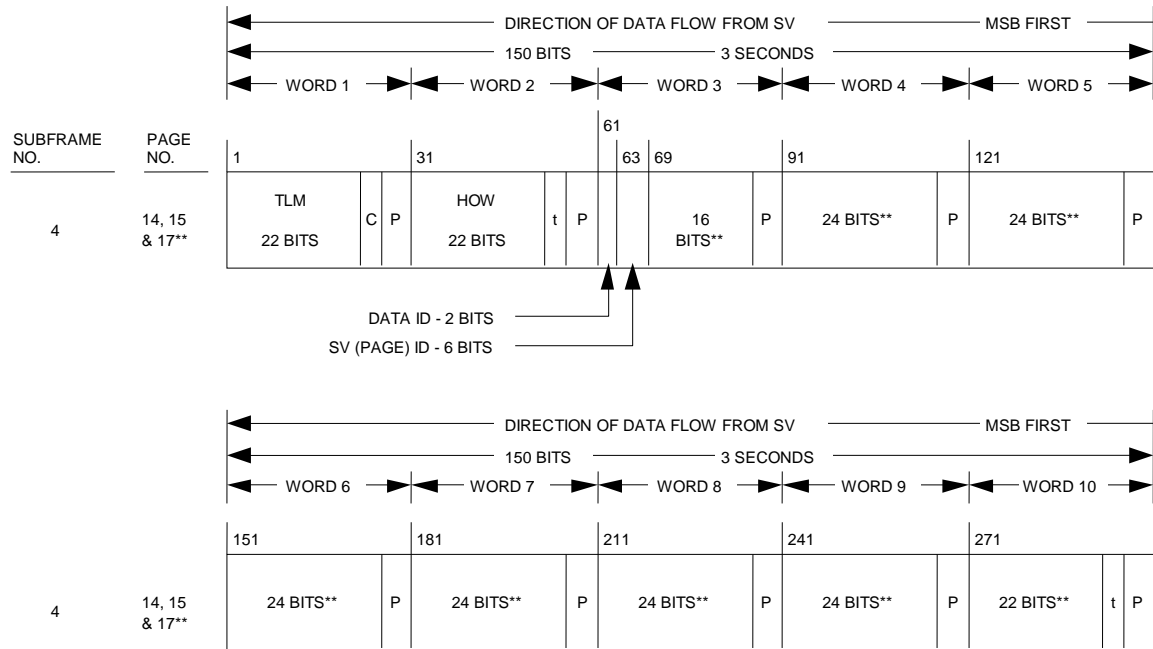 DIRECTION OF DATA FLOW FROM SV MSB FIRST
150 BITS 3 SECONDS
WORD 1 WORD 2 WORD 3 WORD 4 WORD 5
SUBFRAME NO. PAGE NO.
61
1 31 63 69 91 121
4
14, 15 & 17**
TLM
22 BITS
C P
HOW
22 BITS
t P
16 BITS**
P
24 BITS**
P
24 BITS**
P
DATA ID - 2 BITS
SV (PAGE) ID - 6 BITS
DIRECTION OF DATA FLOW FROM SV MSB FIRST
150 BITS 3 SECONDS
WORD 6 WORD 7 WORD 8 WORD 9 WORD 10
151 181 211 241 271
4
14, 15 & 17**
24 BITS** P 24 BITS** P 24 BITS** P 24 BITS** P 22 BITS** t P